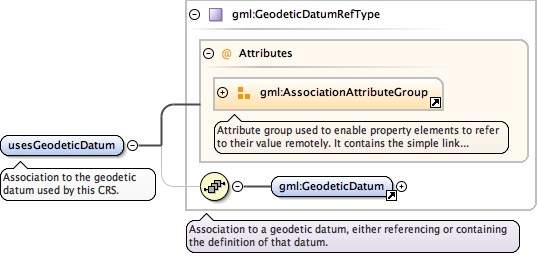 gml:GeodeticDatumRefType
@ Attributes
gml:AssociationAttributeGroup
Attribute group used to enable property elements to refer
to their value remotely. It contains the simple link...
usesGeodeticDatum
Association to the geodetic
datum used by this CRS.
gml:GeodeticDatum
Association to a geodetic datum, either referencing or containing
the definition of that datum.